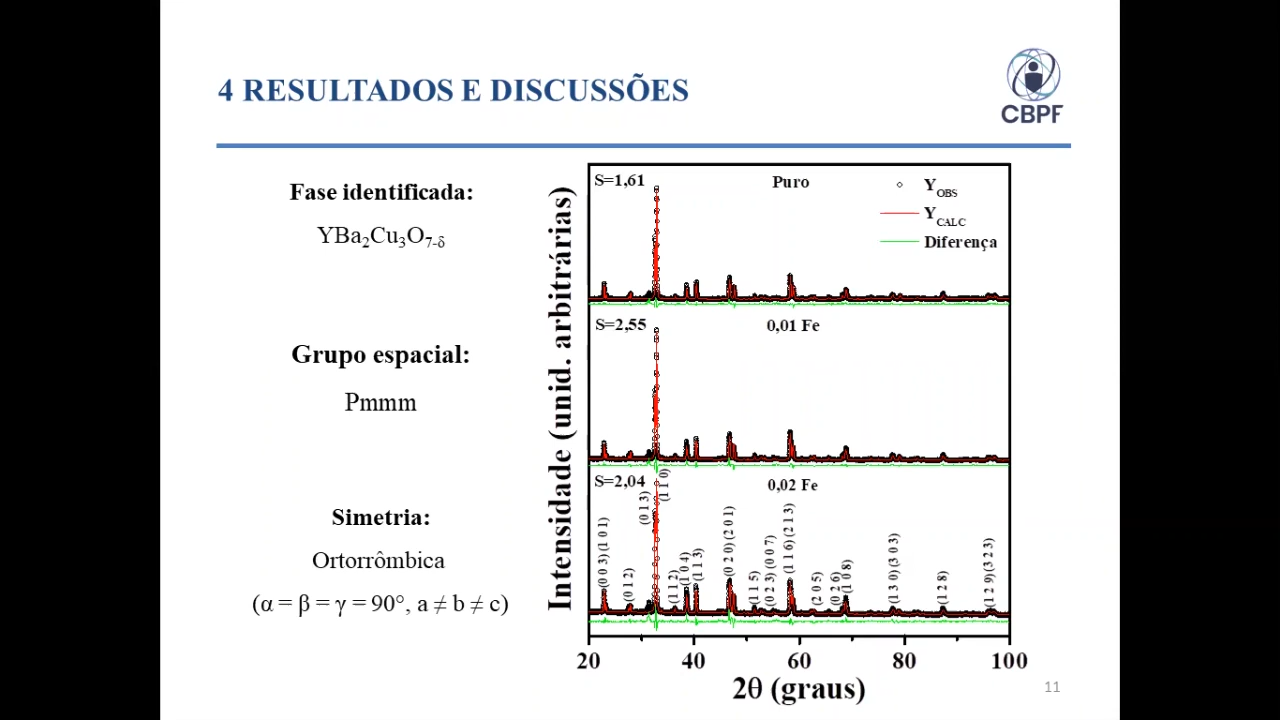 4 RESULTADOS E DISCUSSÕES
CBPF
Fase identificada:
YBa₂Cu₃O₇₋δ
Grupo espacial:
Pmmm
Simetria:
Ortorrômbica
(α = β = γ = 90°, a ≠ b ≠ c)
Intensidade (unid. arbitrárias)
S=1,61
Puro
Y_OBS
Y_CALC
Diferença
S=2,55
0,01 Fe
S=2,04
0,02 Fe
(0 0 3) (1 0 1)
(0 1 2)
(0 1 3)
(1 1 0)
(1 1 2)
(1 0 4)
(1 1 3)
(0 2 0) (2 0 1)
(1 1 5)
(0 2 3) (0 0 7)
(1 1 6) (2 1 3)
(2 0 5)
(0 2 6)
(1 0 8)
(1 3 0) (3 0 3)
(1 2 8)
(1 2 9) (3 2 3)
20 40 60 80 100
2θ (graus)
11